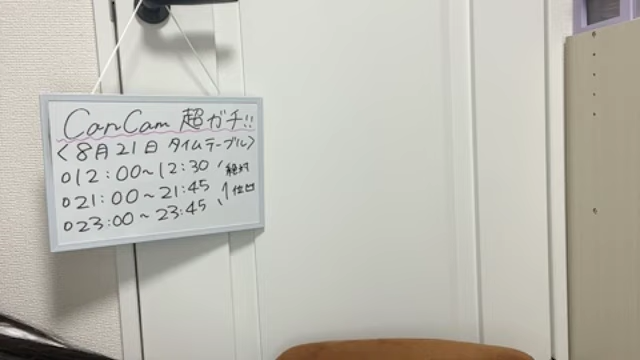 CanCam 超ガチ!!
<8月21日 タイムテーブル>
○12:00~12:30
○21:00~21:45
○23:00~23:45
絶対
1位